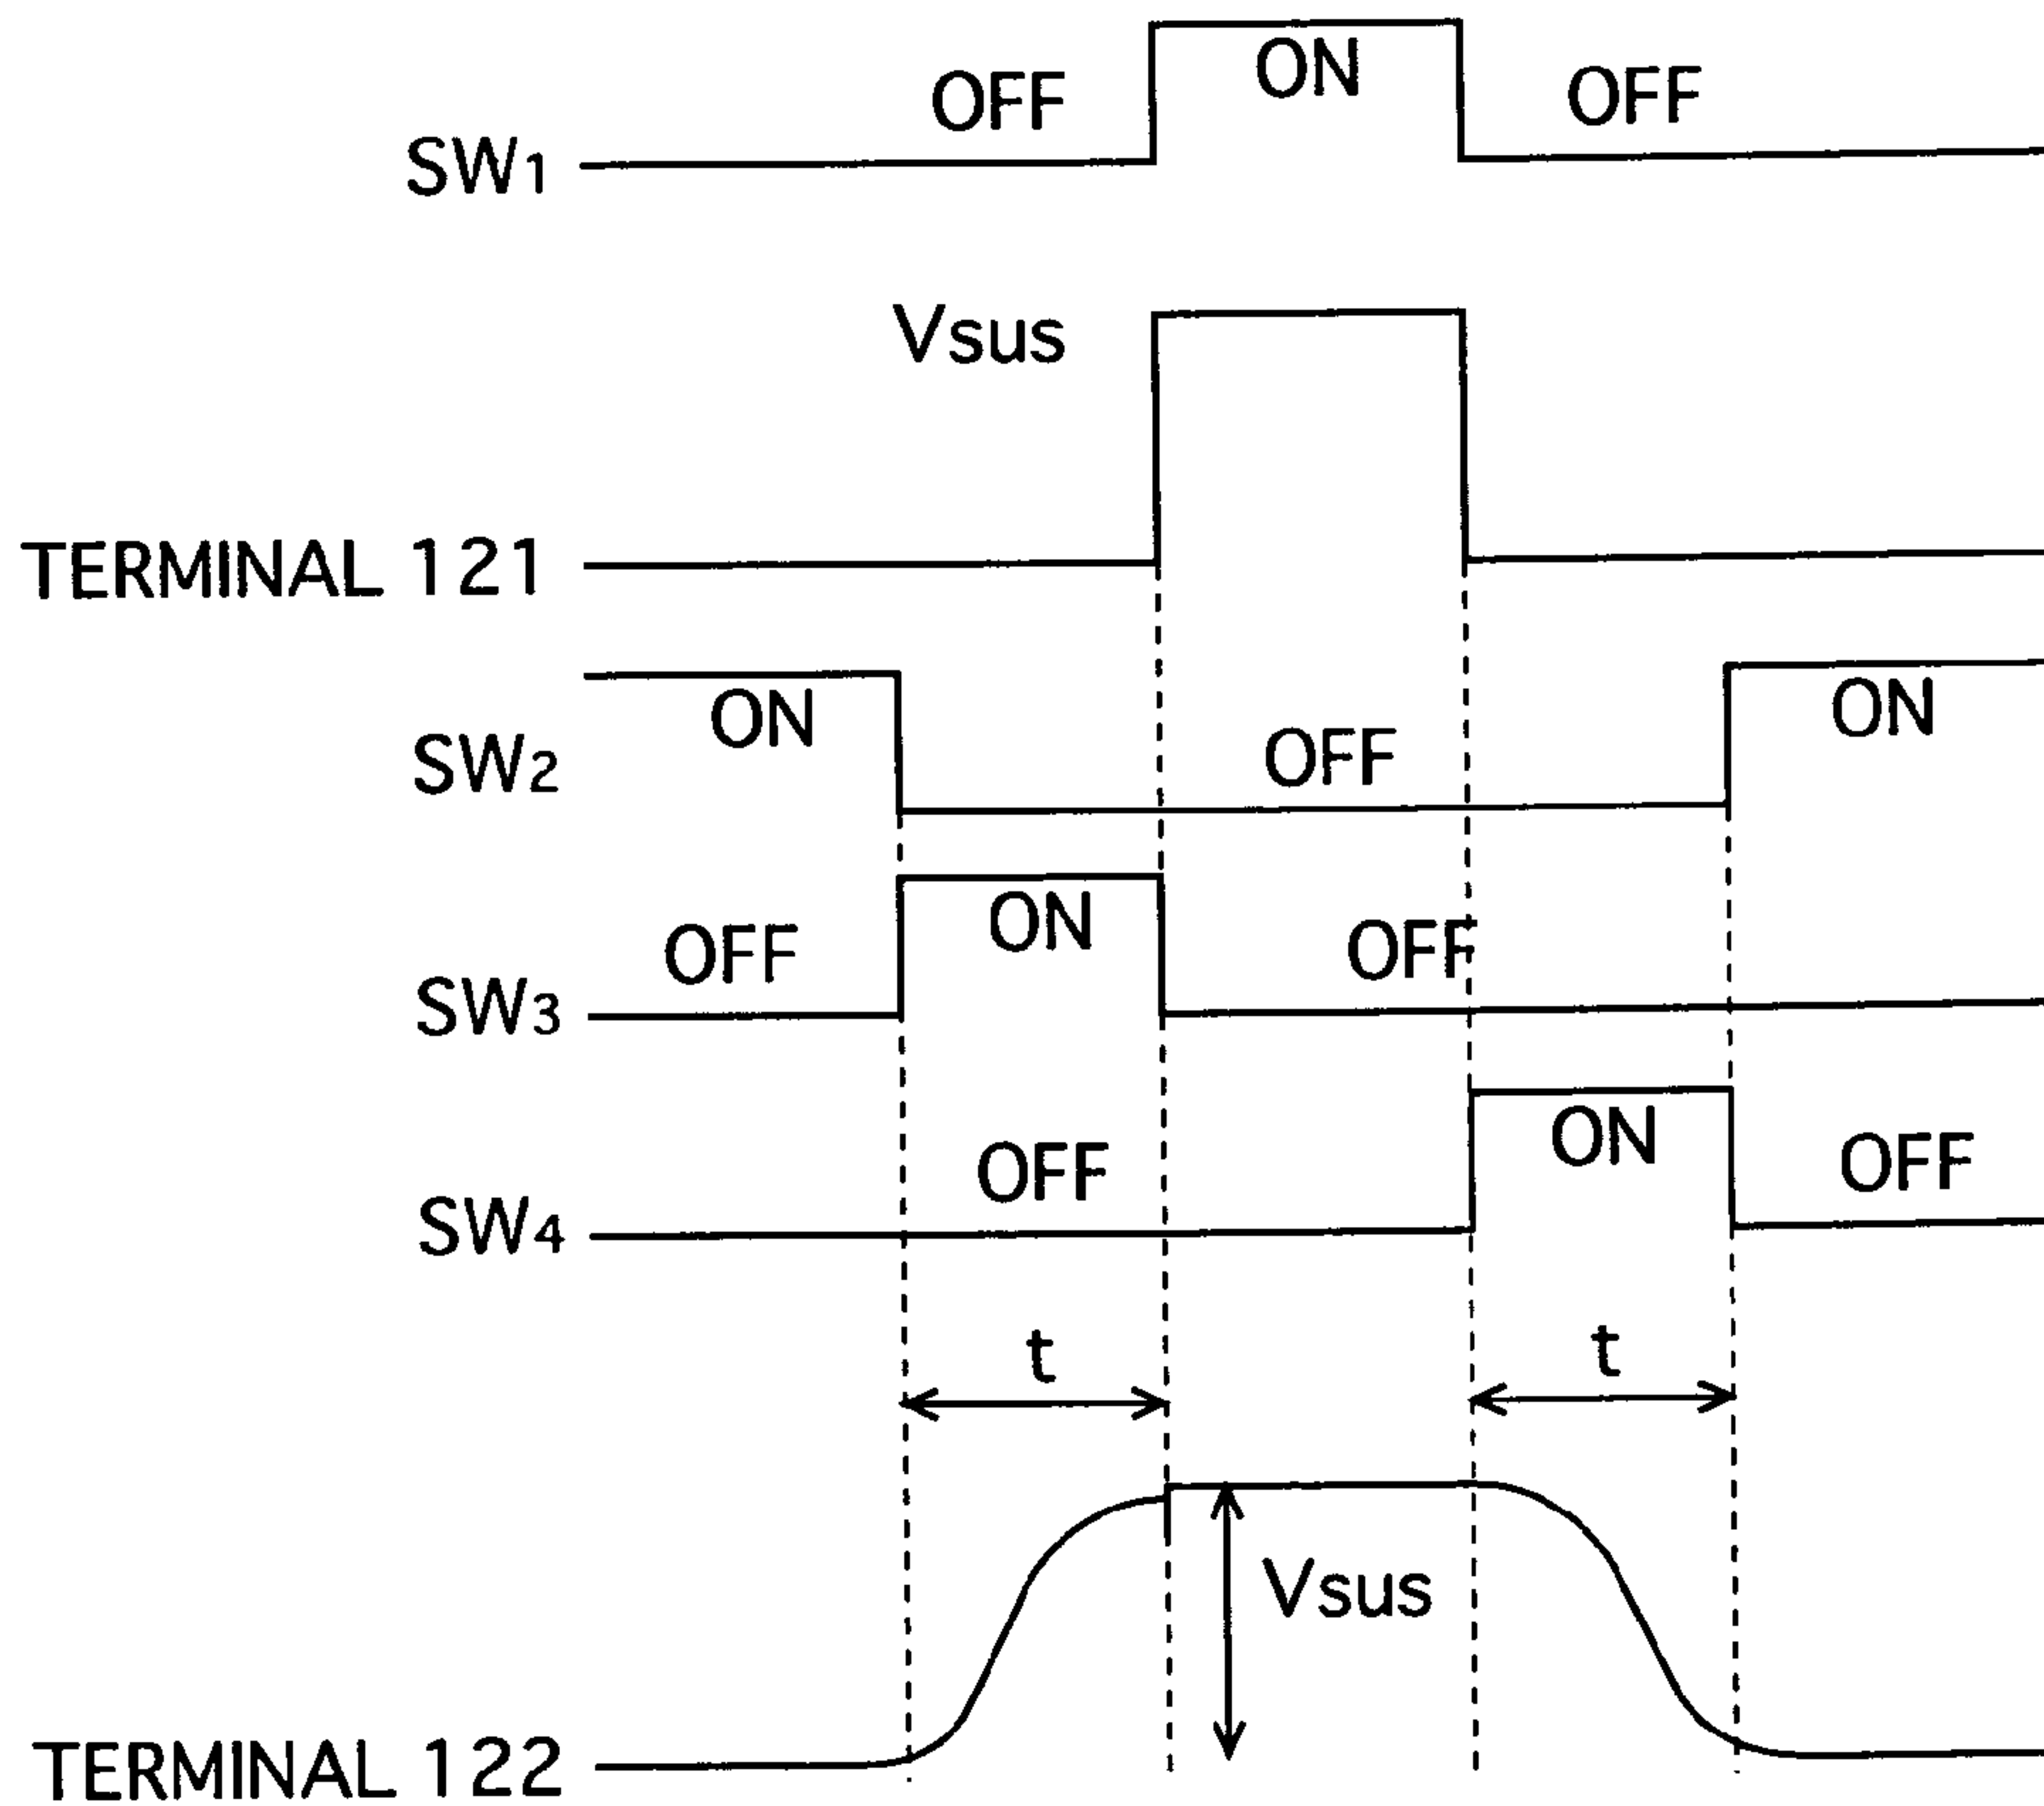 OFF ON OFF
SW1
Vsus
TERMINAL 121
ON OFF ON
SW2
OFF ON OFF
SW3
OFF ON OFF
SW4
t t
Vsus
TERMINAL 122